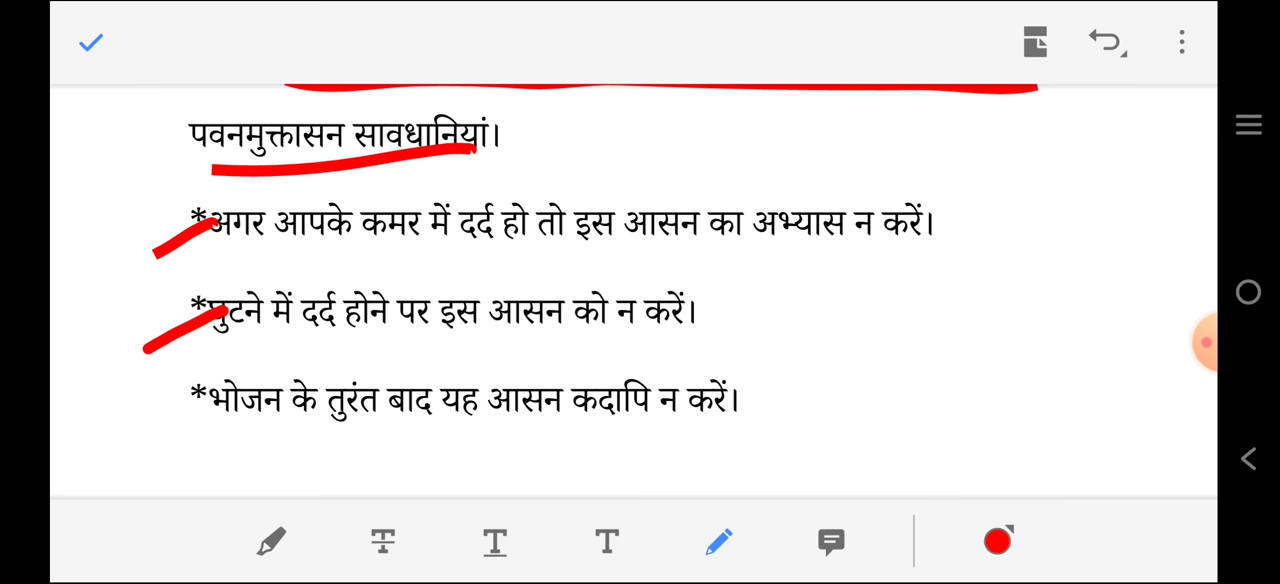 पवनमुक्तासन सावधानियां।
*अगर आपके कमर में दर्द हो तो इस आसन का अभ्यास न करें।
*घुटने में दर्द होने पर इस आसन को न करें।
*भोजन के तुरंत बाद यह आसन कदापि न करें।